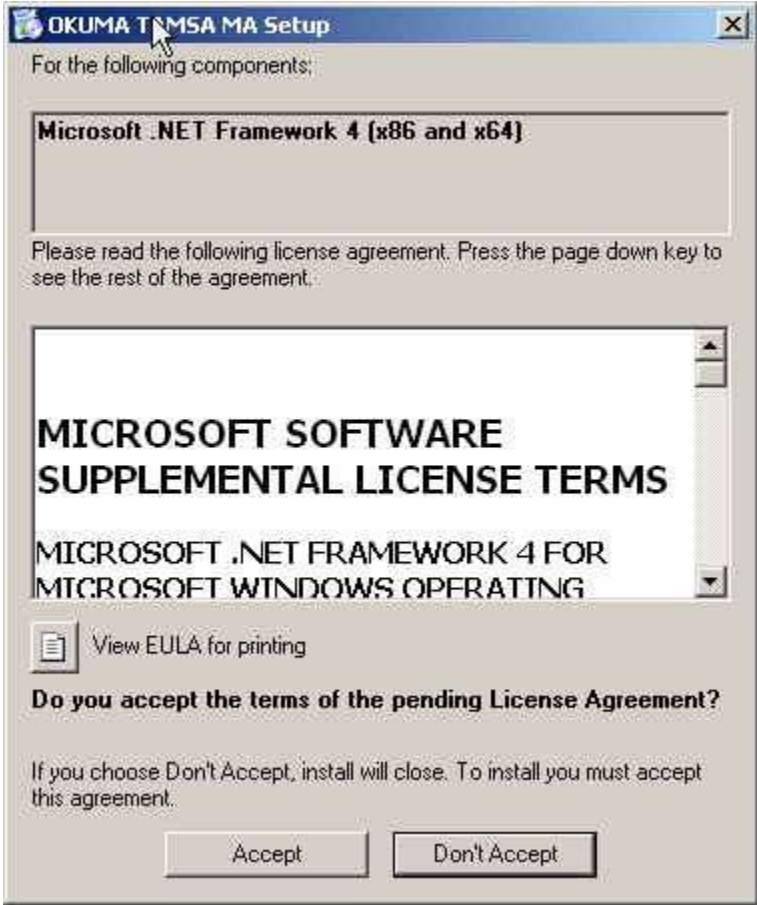 OKUMA TAMSA MA Setup
For the following components:
Microsoft .NET Framework 4 (x86 and x64)
Please read the following license agreement. Press the page down key to
see the rest of the agreement.
MICROSOFT SOFTWARE
SUPPLEMENTAL LICENSE TERMS
MICROSOFT .NET FRAMEWORK 4 FOR
MICROSOFT WINDOWS OPERATING
View EULA for printing
Do you accept the terms of the pending License Agreement?
If you choose Don't Accept, install will close. To install you must accept
this agreement.
Accept
Don't Accept